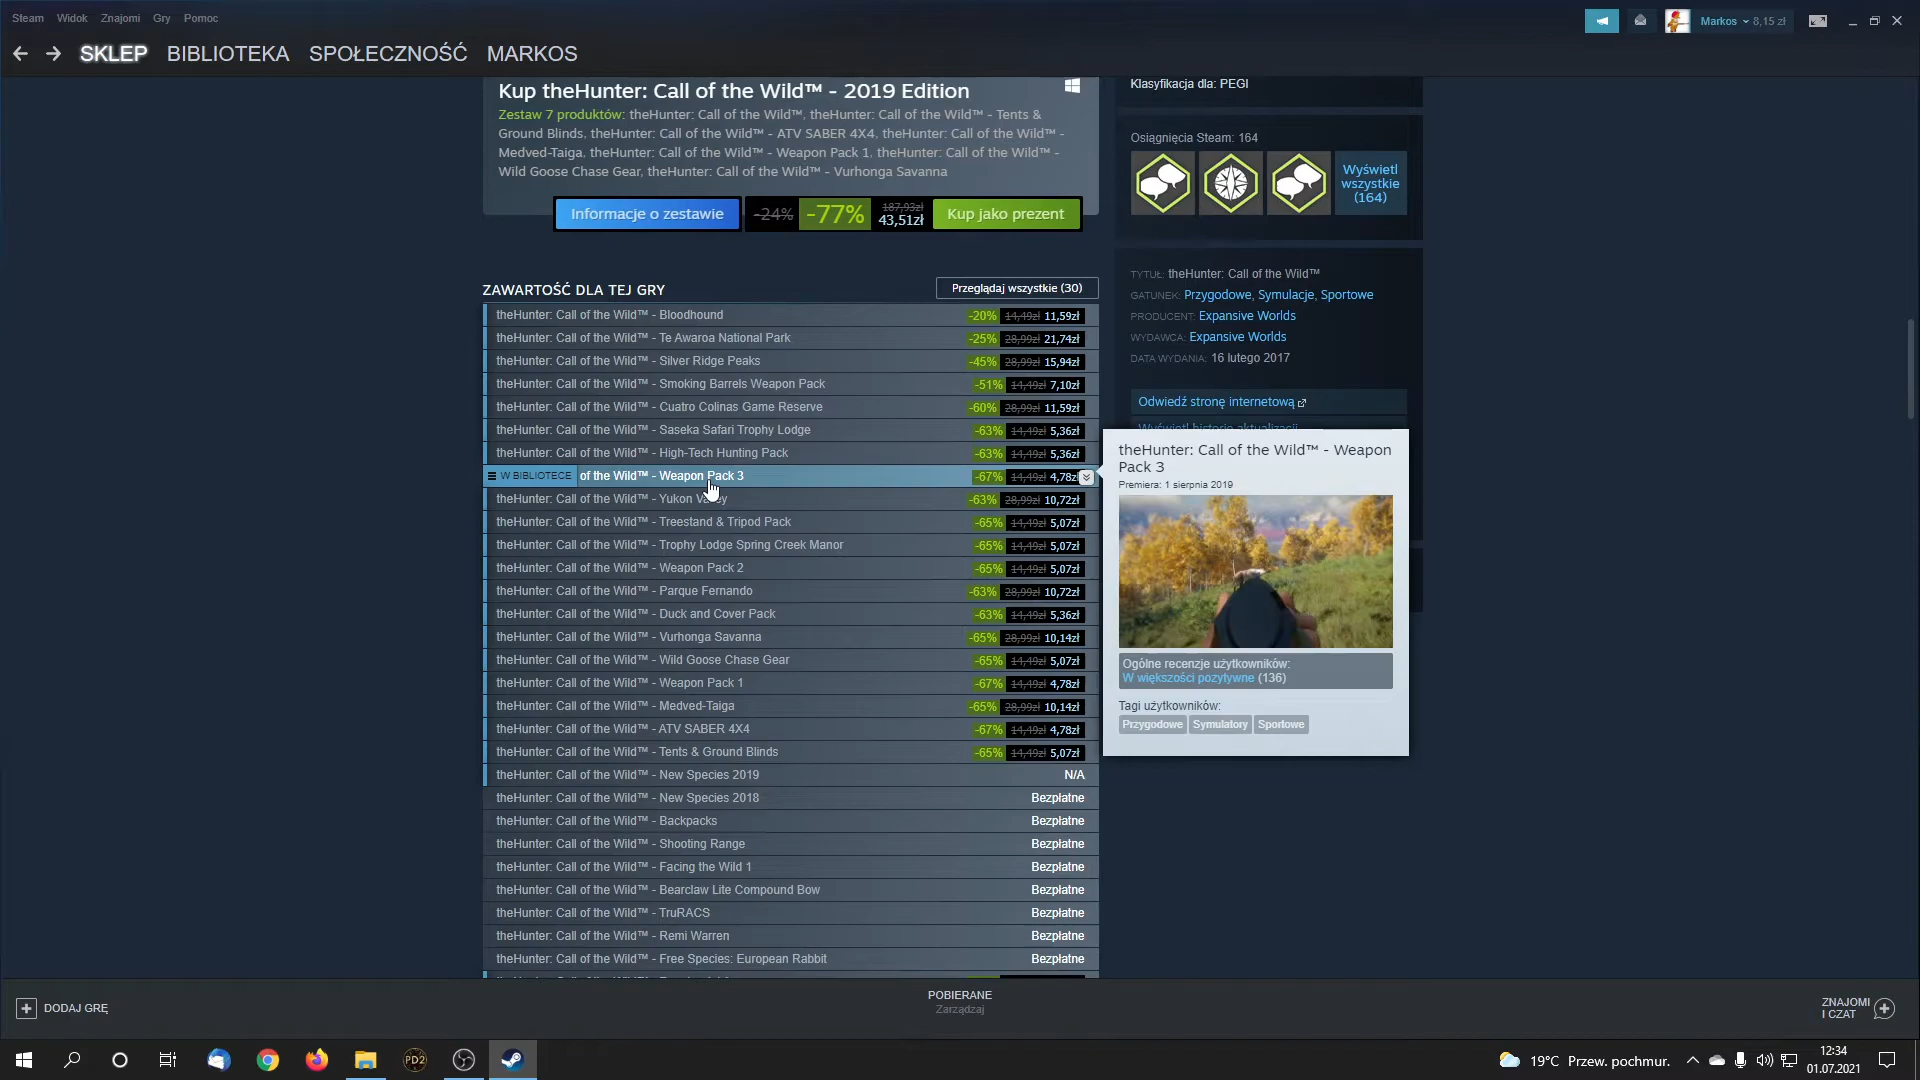 Steam Widok Znajomi Gry Pomoc
Markos 8,15 zł
SKLEP BIBLIOTEKA SPOŁECZNOŚĆ MARKOS
Kup theHunter: Call of the Wild™ - 2019 Edition
Zestaw 7 produktów: theHunter: Call of the Wild™, theHunter: Call of the Wild™ - Tents &
Ground Blinds, theHunter: Call of the Wild™ - ATV SABER 4X4, theHunter: Call of the Wild™ -
Medved-Taiga, theHunter: Call of the Wild™ - Weapon Pack 1, theHunter: Call of the Wild™ -
Wild Goose Chase Gear, theHunter: Call of the Wild™ - Vurhonga Savanna
Informacje o zestawie -24% -77% 187,93zł 43,51zł Kup jako prezent
ZAWARTOŚĆ DLA TEJ GRY Przeglądaj wszystkie (30)
theHunter: Call of the Wild™ - Bloodhound -20% 14,49zł 11,59zł
theHunter: Call of the Wild™ - Te Awaroa National Park -25% 28,99zł 21,74zł
theHunter: Call of the Wild™ - Silver Ridge Peaks -45% 28,99zł 15,94zł
theHunter: Call of the Wild™ - Smoking Barrels Weapon Pack -51% 14,49zł 7,10zł
theHunter: Call of the Wild™ - Cuatro Colinas Game Reserve -60% 28,99zł 11,59zł
theHunter: Call of the Wild™ - Saseka Safari Trophy Lodge -63% 14,49zł 5,36zł
theHunter: Call of the Wild™ - High-Tech Hunting Pack -63% 14,49zł 5,36zł
W BIBLIOTECE of the Wild™ - Weapon Pack 3 -67% 14,49zł 4,78zł
theHunter: Call of the Wild™ - Yukon Valley -63% 28,99zł 10,72zł
theHunter: Call of the Wild™ - Treestand & Tripod Pack -65% 14,49zł 5,07zł
theHunter: Call of the Wild™ - Trophy Lodge Spring Creek Manor -65% 14,49zł 5,07zł
theHunter: Call of the Wild™ - Weapon Pack 2 -65% 14,49zł 5,07zł
theHunter: Call of the Wild™ - Parque Fernando -63% 28,99zł 10,72zł
theHunter: Call of the Wild™ - Duck and Cover Pack -63% 14,49zł 5,36zł
theHunter: Call of the Wild™ - Vurhonga Savanna -65% 28,99zł 10,14zł
theHunter: Call of the Wild™ - Wild Goose Chase Gear -65% 14,49zł 5,07zł
theHunter: Call of the Wild™ - Weapon Pack 1 -67% 14,49zł 4,78zł
theHunter: Call of the Wild™ - Medved-Taiga -65% 28,99zł 10,14zł
theHunter: Call of the Wild™ - ATV SABER 4X4 -67% 14,49zł 4,78zł
theHunter: Call of the Wild™ - Tents & Ground Blinds -65% 14,49zł 5,07zł
theHunter: Call of the Wild™ - New Species 2019 N/A
theHunter: Call of the Wild™ - New Species 2018 Bezpłatne
theHunter: Call of the Wild™ - Backpacks Bezpłatne
theHunter: Call of the Wild™ - Shooting Range Bezpłatne
theHunter: Call of the Wild™ - Facing the Wild 1 Bezpłatne
theHunter: Call of the Wild™ - Bearclaw Lite Compound Bow Bezpłatne
theHunter: Call of the Wild™ - TruRACS Bezpłatne
theHunter: Call of the Wild™ - Remi Warren Bezpłatne
theHunter: Call of the Wild™ - Free Species: European Rabbit Bezpłatne
Klasyfikacja dla: PEGI
Osiągnięcia Steam: 164
Wyświetl
wszystkie
(164)
TYTUŁ: theHunter: Call of the Wild™
GATUNEK: Przygodowe, Symulacje, Sportowe
PRODUCENT: Expansive Worlds
WYDAWCA: Expansive Worlds
DATA WYDANIA: 16 lutego 2017
Odwiedź stronę internetową
Wyświetl historię aktualizacji
theHunter: Call of the Wild™ - Weapon
Pack 3
Premiera: 1 sierpnia 2019
Ogólne recenzje użytkowników:
W większości pozytywne (136)
Tagi użytkowników:
Przygodowe Symulatory Sportowe
DODAJ GRĘ
POBIERANE
Zarządzaj
ZNAJOMI
I CZAT
PD2
19°C Przew. pochmur.
12:34
01.07.2021